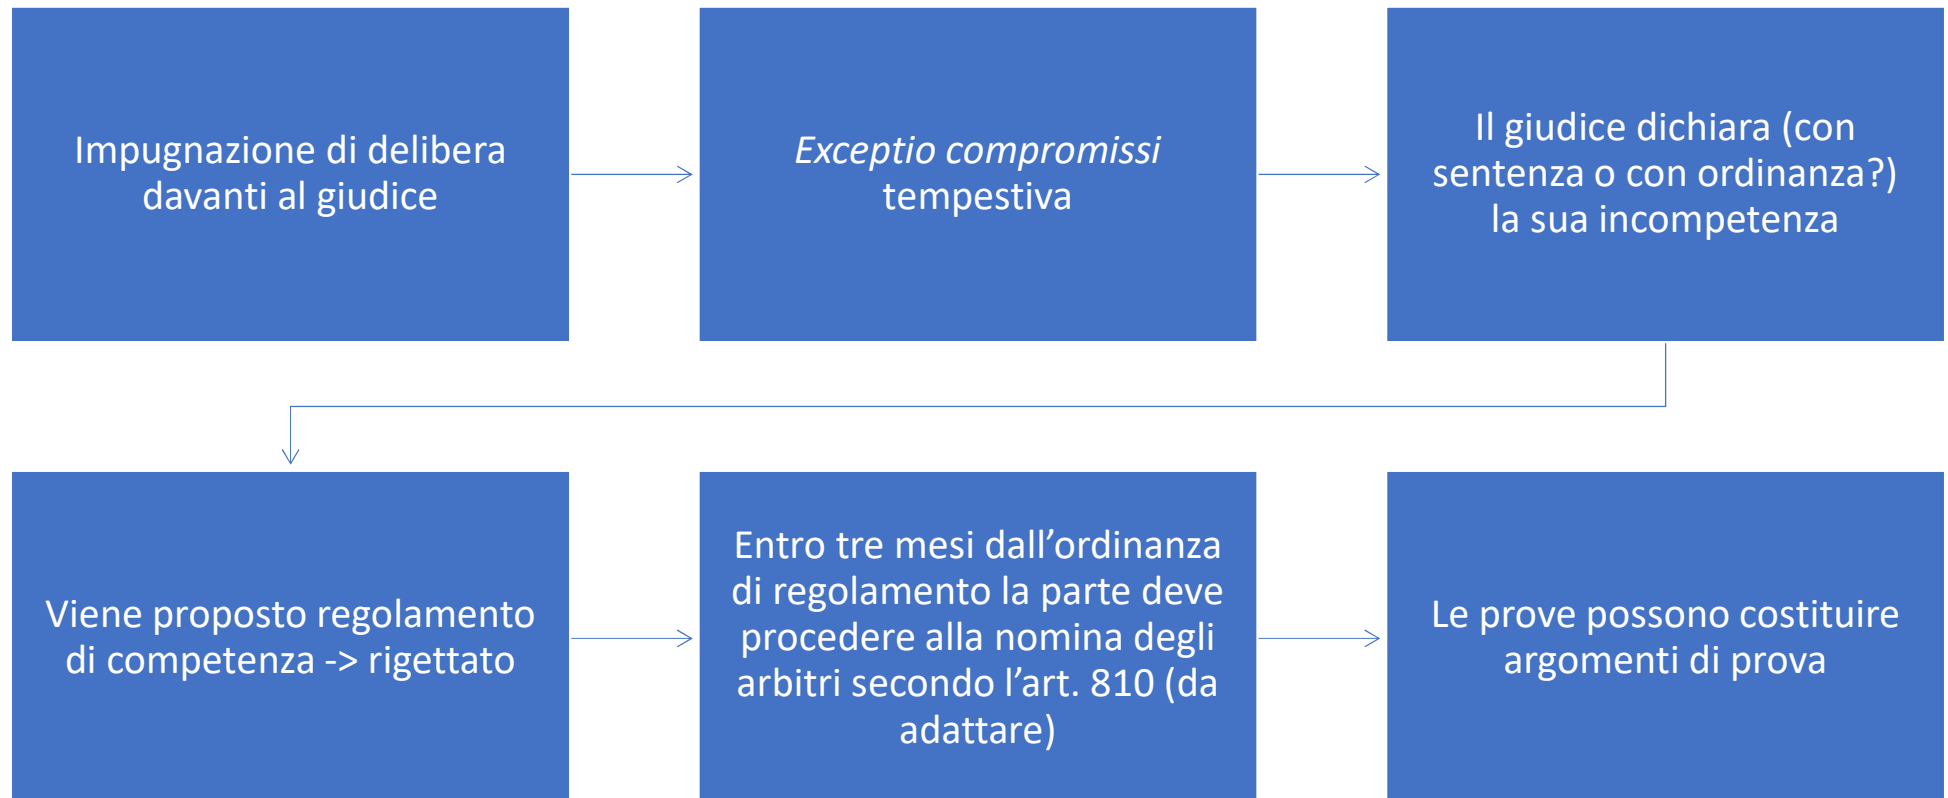 Impugnazione di delibera
davanti al giudice
Exceptio compromissi
tempestiva
Il giudice dichiara (con
sentenza o con ordinanza?)
la sua incompetenza
Viene proposto regolamento
di competenza -> rigettato
Entro tre mesi dall’ordinanza
di regolamento la parte deve
procedere alla nomina degli
arbitri secondo l’art. 810 (da
adattare)
Le prove possono costituire
argomenti di prova